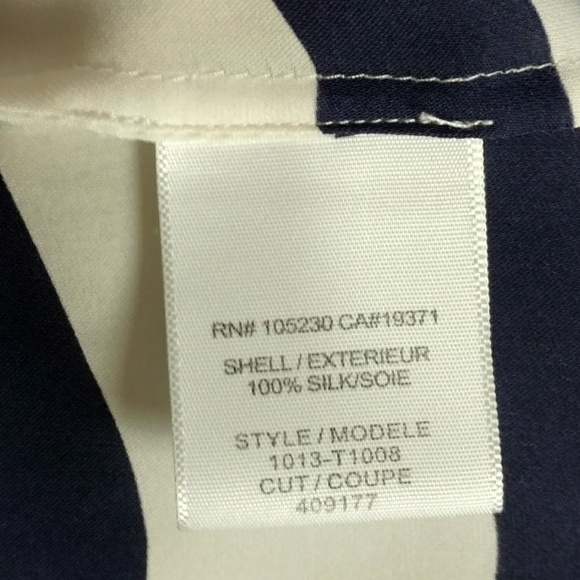 RN# 105230 CA#19371
SHELL / EXTERIEUR
100% SILK/SOIE
STYLE / MODELE
1013-T1008
CUT / COUPE
409177